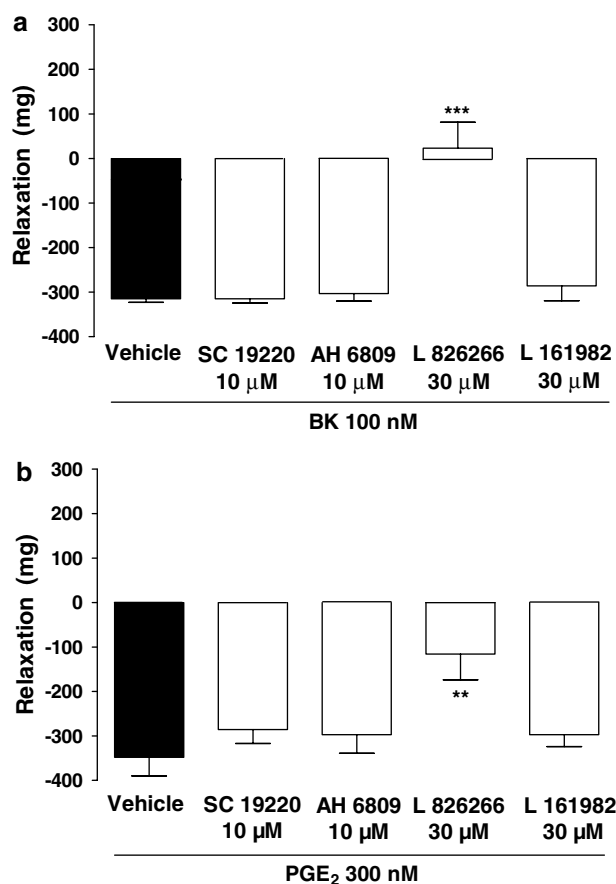 a
300
200
100
0
-100
-200
-300
-400
Relaxation (mg)
***
Vehicle SC 19220 AH 6809 L 826266 L 161982
10 μM 10 μM 30 μM 30 μM
BK 100 nM
b
300
200
100
0
-100
-200
-300
-400
Relaxation (mg)
**
Vehicle SC 19220 AH 6809 L 826266 L 161982
10 µM 10 µM 30 µM 30 µM
PGE₂ 300 nM